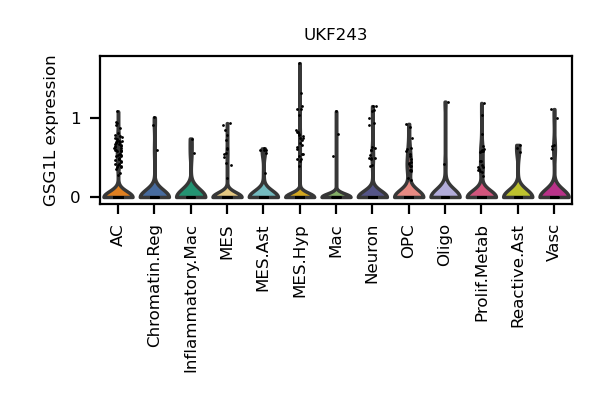 UKF243
GSG1L expression
1
0
AC
Chromatin.Reg
Inflammatory.Mac
MES
MES.Ast
MES.Hyp
Mac
Neuron
OPC
Oligo
Prolif.Metab
Reactive.Ast
Vasc